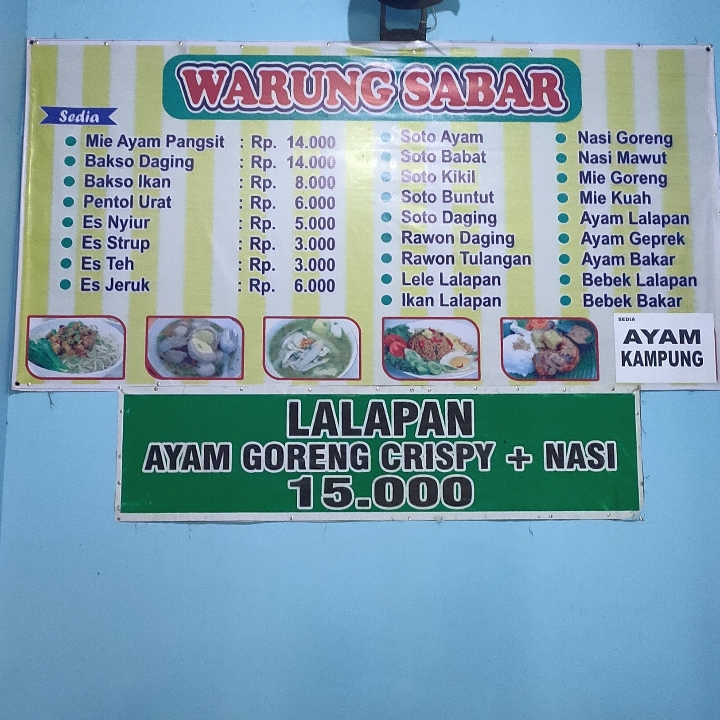 WARUNG SABAR
Sedia
Mie Ayam Pangsit : Rp. 14.000
Bakso Daging : Rp. 14.000
Bakso Ikan : Rp. 8.000
Pentol Urat : Rp. 6.000
Es Nyiur : Rp. 5.000
Es Strup : Rp. 3.000
Es Teh : Rp. 3.000
Es Jeruk : Rp. 6.000
Soto Ayam
Soto Babat
Soto Kikil
Soto Buntut
Soto Daging
Rawon Daging
Rawon Tulangan
Lele Lalapan
Ikan Lalapan
Nasi Goreng
Nasi Mawut
Mie Goreng
Mie Kuah
Ayam Lalapan
Ayam Geprek
Ayam Bakar
Bebek Lalapan
Bebek Bakar
SEDIA
AYAM
KAMPUNG
LALAPAN
AYAM GORENG CRISPY + NASI
15.000